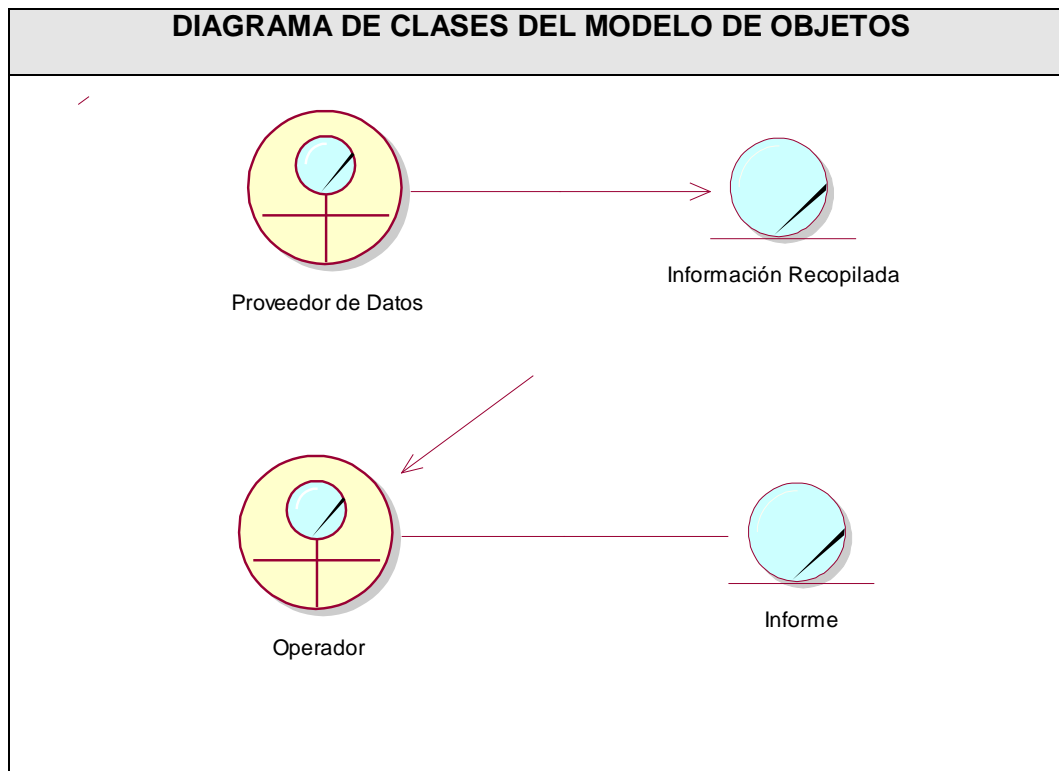 DIAGRAMA DE CLASES DEL MODELO DE OBJETOS
Proveedor de Datos
Información Recopilada
Operador
Informe